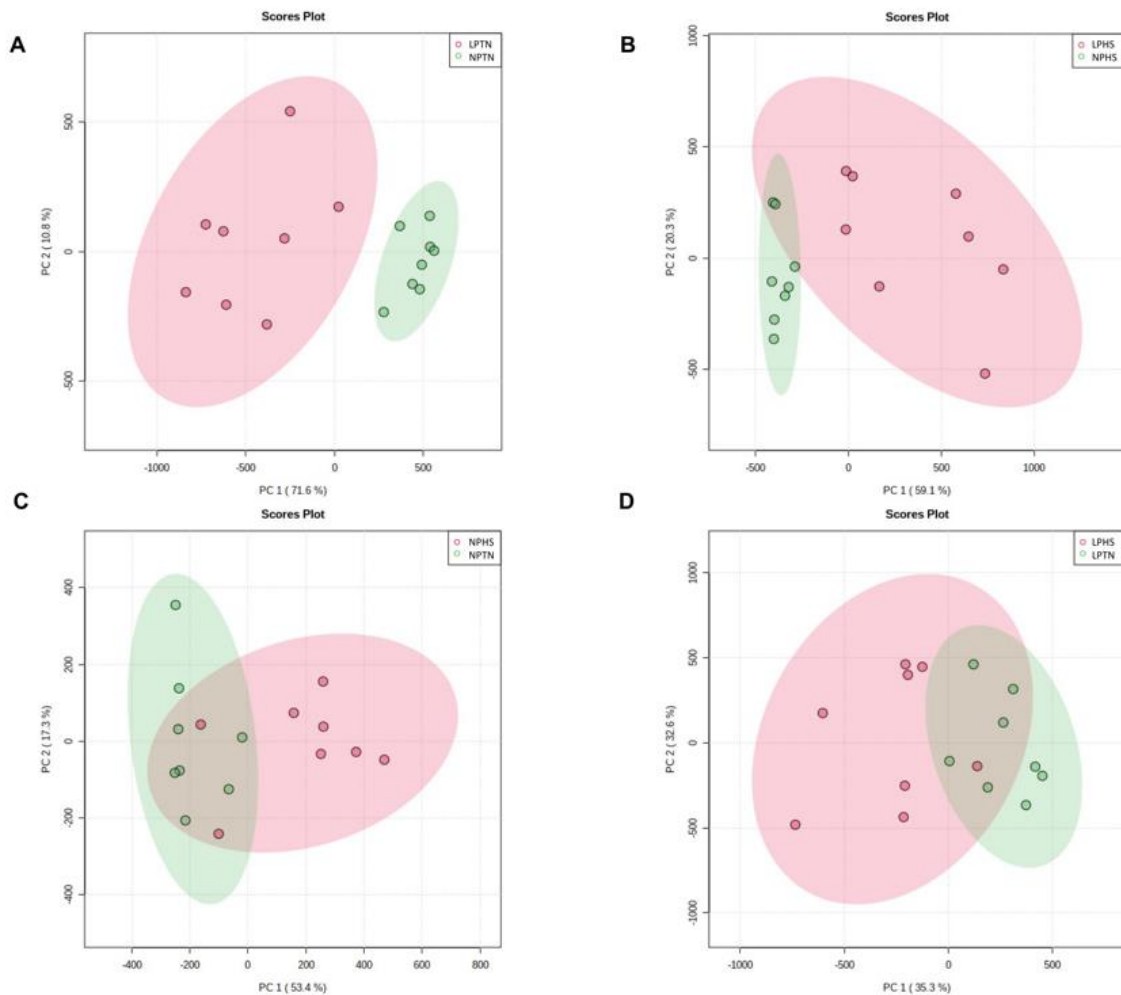 A
Scores Plot
LPTN
NPTN
500
0
-500
PC 2 ( 10.8 %)
-1000
-500
0
500
PC 1 ( 71.6 %)
B
Scores Plot
LPHS
NPHS
1000
500
0
-500
PC 2 ( 20.3 %)
-500
0
500
1000
PC 1 ( 59.1 %)
C
Scores Plot
NPHS
NPTN
400
200
0
-200
-400
PC 2 ( 17.3 %)
-400
-200
0
200
400
600
800
PC 1 ( 53.4 %)
D
Scores Plot
LPHS
LPTN
1000
500
0
-500
-1000
PC 2 ( 32.6 %)
-1000
-500
0
500
PC 1 ( 35.3 %)